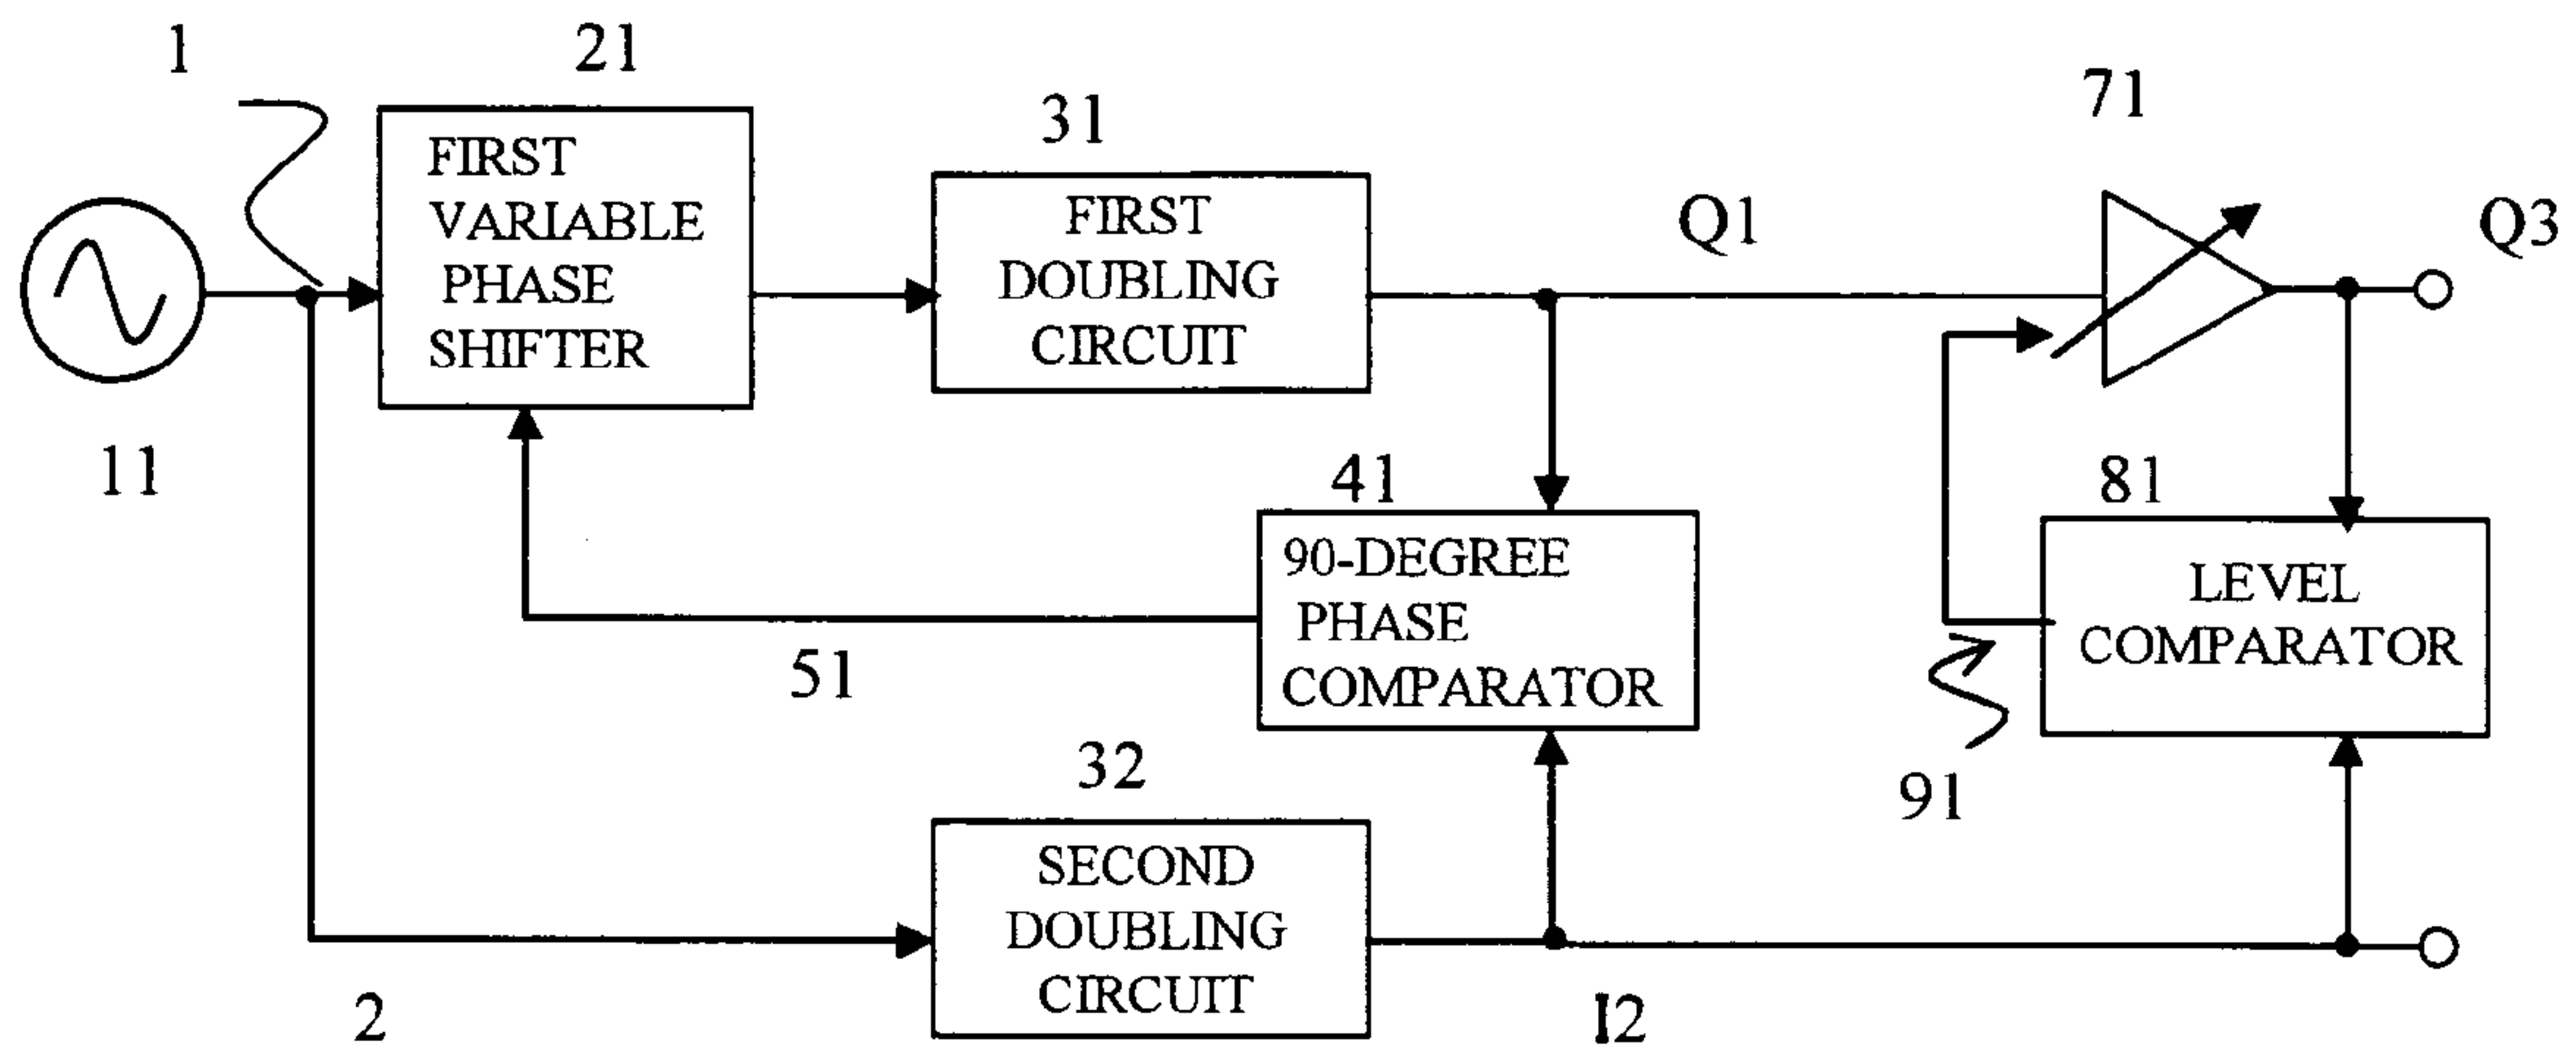 1
21
FIRST
VARIABLE
PHASE
SHIFTER
31
FIRST
DOUBLING
CIRCUIT
Q1
71
Q3
11
41
90-DEGREE
PHASE
COMPARATOR
81
LEVEL
COMPARATOR
51
91
32
SECOND
DOUBLING
CIRCUIT
2
I2